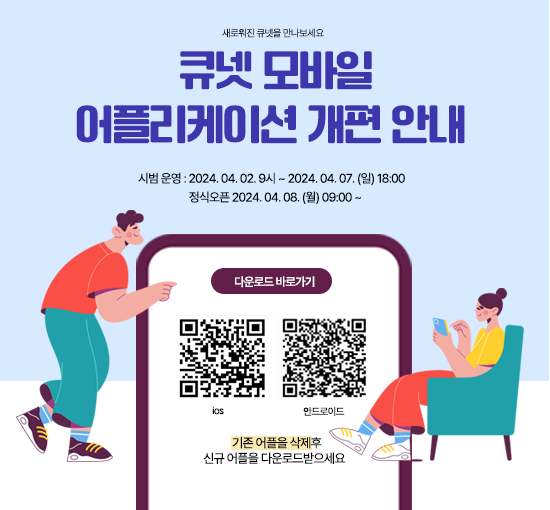 새로워진 큐넷을 만나보세요
큐넷 모바일
어플리케이션 개편 안내
시범 운영 : 2024. 04. 02. 9시 ~ 2024. 04. 07. (일) 18:00
정식오픈 2024. 04. 08. (월) 09:00 ~
다운로드 바로가기
ios 안드로이드
기존 어플을 삭제후
신규 어플을 다운로드받으세요